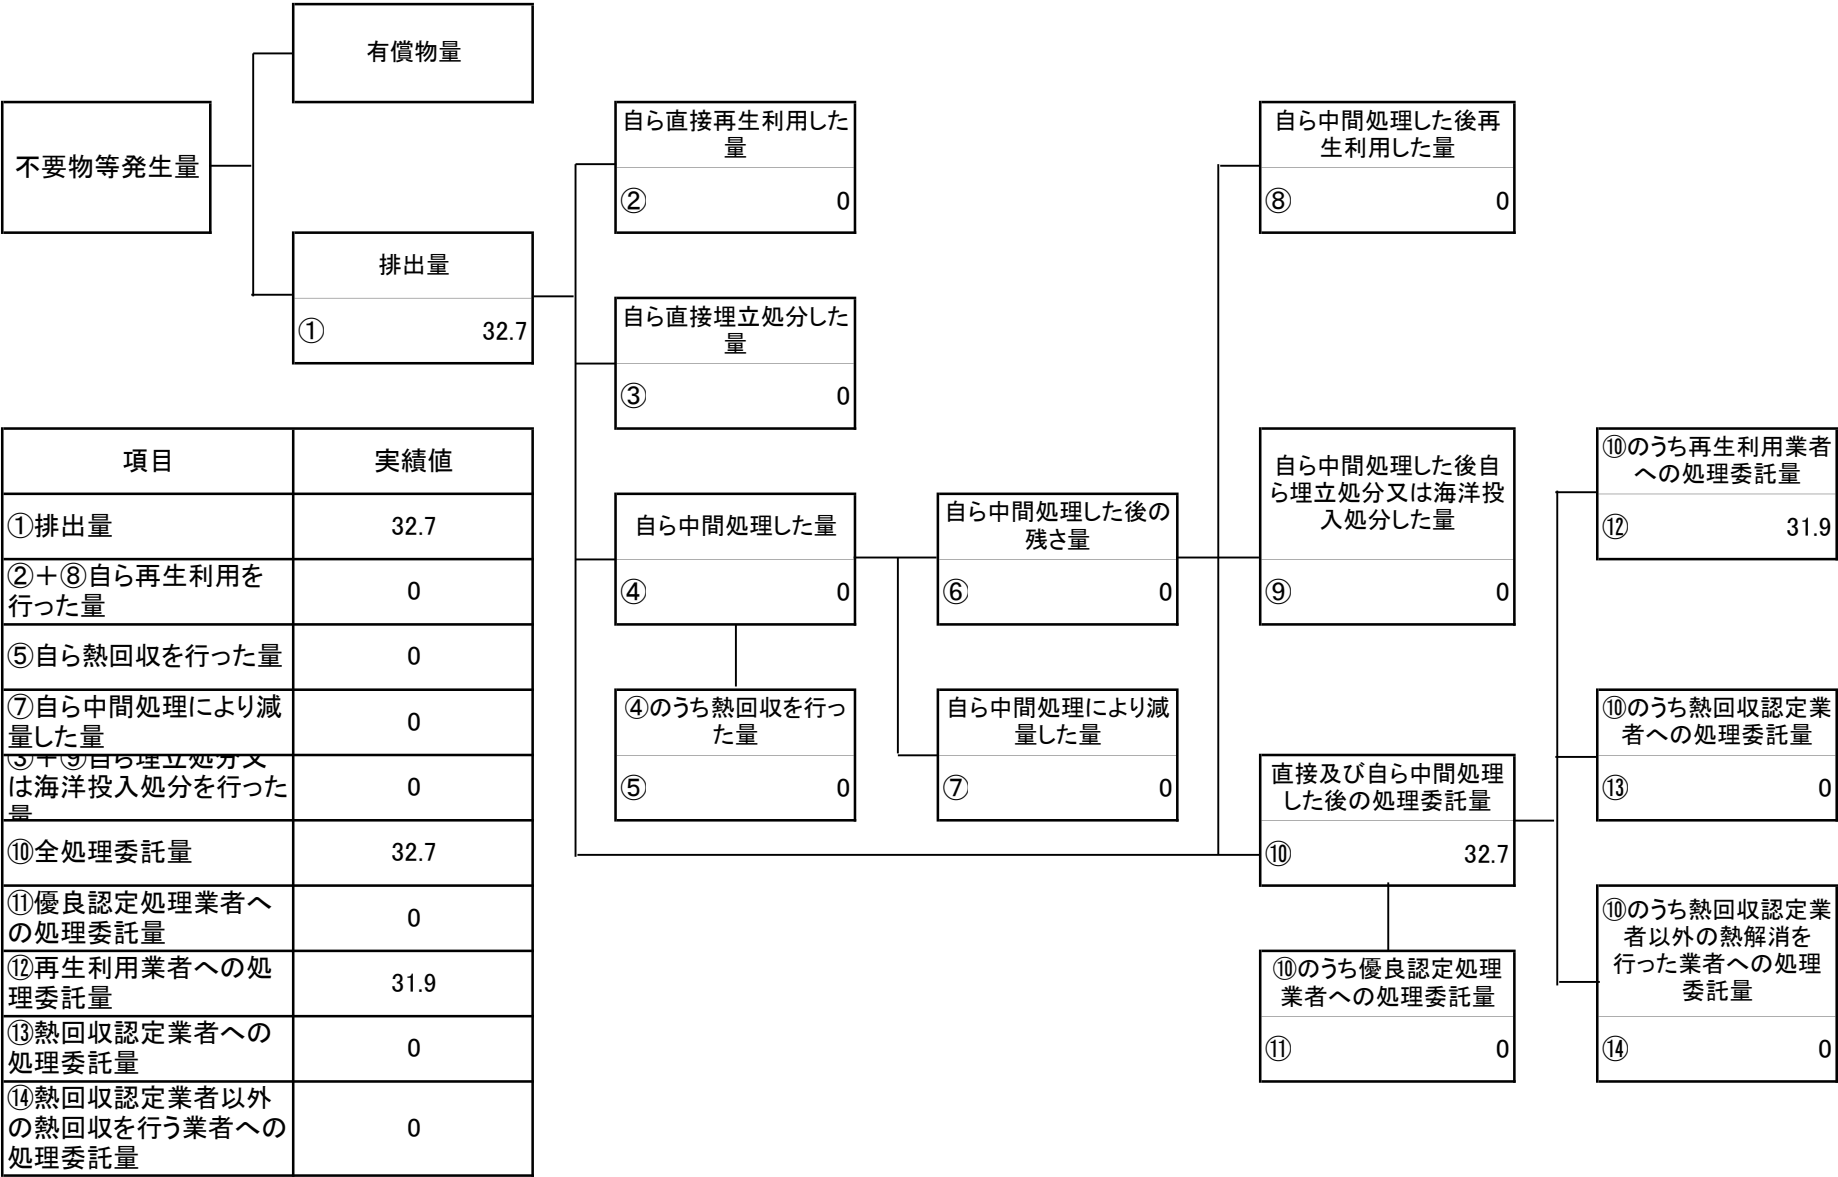 有償物量
不要物等発生量
排出量
① 32.7
自ら直接再生利用した
量
② 0
自ら直接埋立処分した
量
③ 0
自ら中間処理した量
④ 0
④のうち熱回収を行っ
た量
⑤ 0
自ら中間処理した後の
残さ量
⑥ 0
自ら中間処理により減
量した量
⑦ 0
自ら中間処理した後再
生利用した量
⑧ 0
自ら中間処理した後自
ら埋立処分又は海洋投
入処分した量
⑨ 0
直接及び自ら中間処理
した後の処理委託量
⑩ 32.7
⑩のうち優良認定処理
業者への処理委託量
⑪ 0
⑩のうち再生利用業者
への処理委託量
⑫ 31.9
⑩のうち熱回収認定業
者への処理委託量
⑬ 0
⑩のうち熱回収認定業
者以外の熱解消を
行った業者への処理
委託量
⑭ 0
項目 実績値
①排出量 32.7
②＋⑧自ら再生利用を
行った量 0
⑤自ら熱回収を行った量 0
⑦自ら中間処理により減
量した量 0
③＋⑨自ら埋立処分又
は海洋投入処分を行った
量 0
⑩全処理委託量 32.7
⑪優良認定処理業者へ
の処理委託量 0
⑫再生利用業者への処
理委託量 31.9
⑬熱回収認定業者への
処理委託量 0
⑭熱回収認定業者以外
の熱回収を行う業者への
処理委託量 0